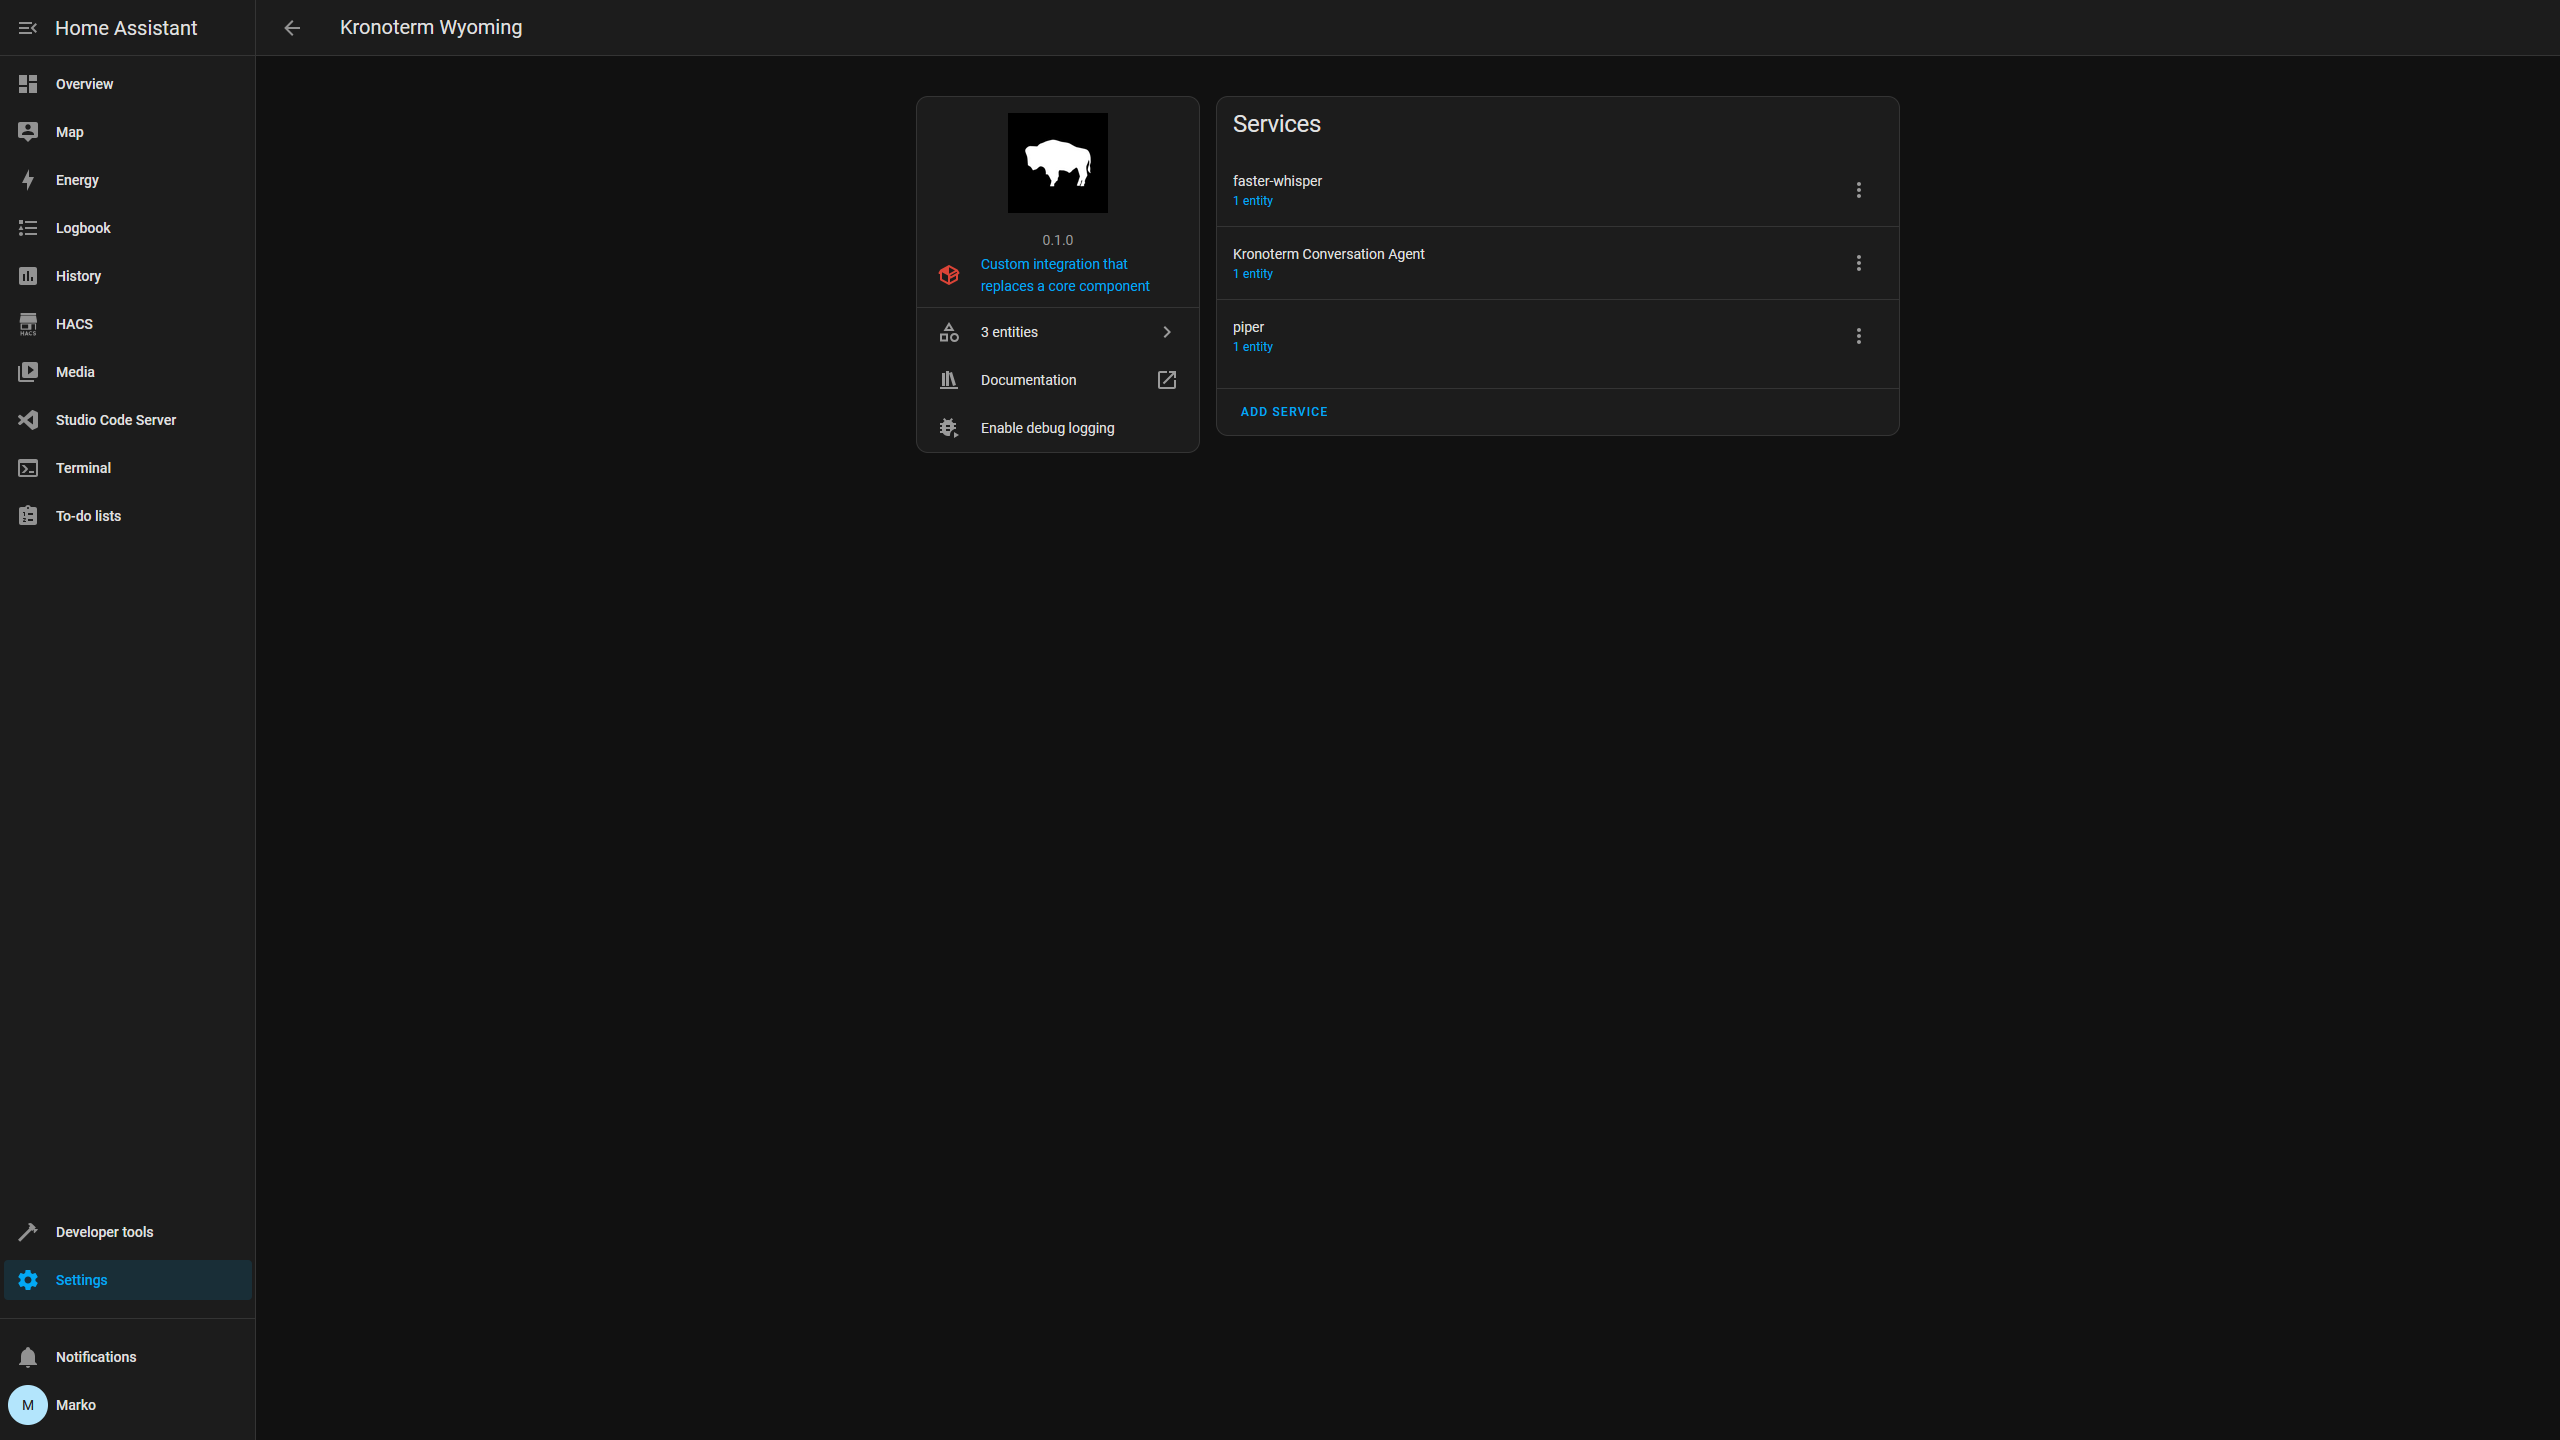 Home Assistant
Kronoterm Wyoming
Overview
Map
Energy
Logbook
History
HACS
HACS
Media
Studio Code Server
Terminal
To-do lists
Developer tools
Settings
Notifications
M
Marko
0.1.0
Custom integration that
replaces a core component
3 entities
Documentation
Enable debug logging
Services
faster-whisper
1 entity
Kronoterm Conversation Agent
1 entity
piper
1 entity
ADD SERVICE